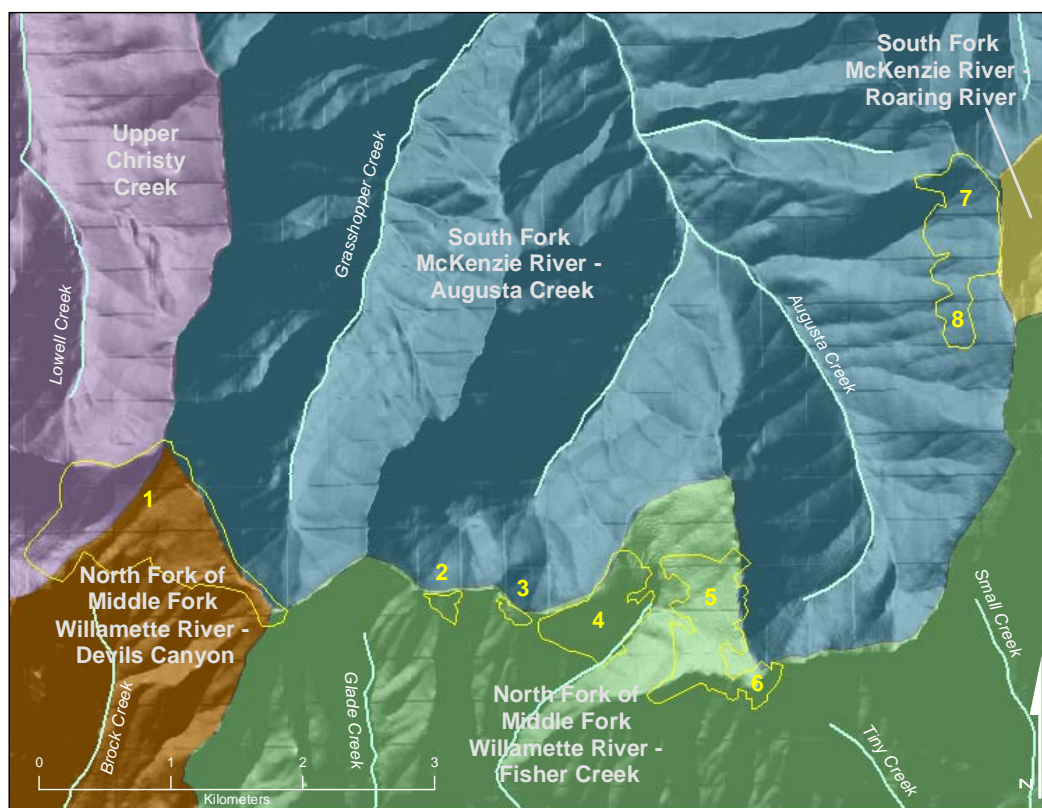 South Fork
McKenzie River -
Roaring River
Upper
Christy
Creek
Lowell Creek
Grasshopper Creek
South Fork
McKenzie River -
Augusta Creek
Augusta Creek
7
8
1
2
3
4
5
6
North Fork of
Middle Fork
Willamette River -
Devils Canyon
Brock Creek
Glade Creek
North Fork of
Middle Fork
Willamette River -
Fisher Creek
Tiny Creek
Small Creek
0 1 2 3
Kilometers
N